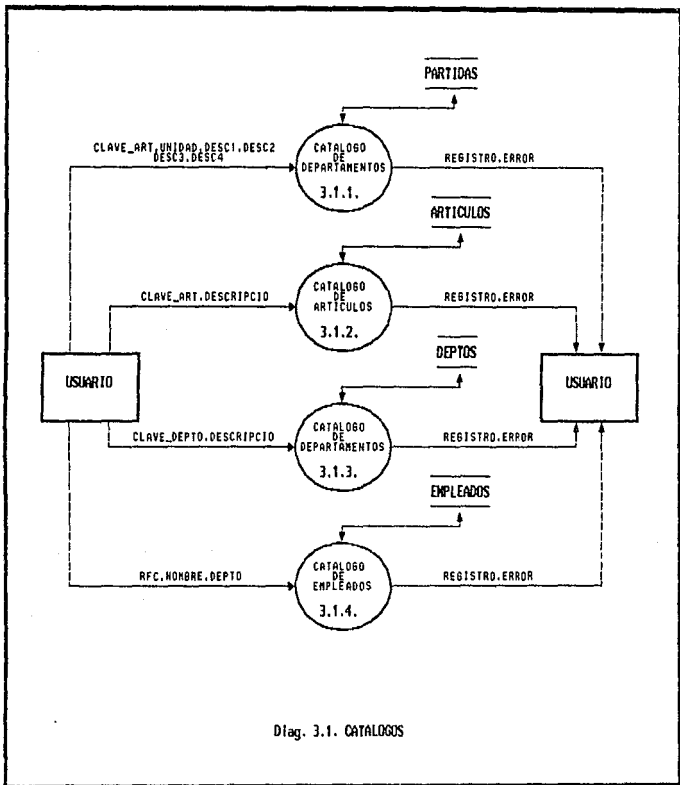 PARTIDAS
CLAVE_ART.UNIDAD.DESC1.DESC2
DESC3.DESC4
CATALOGO
DE
DEPARTAMENTOS
3.1.1.
REGISTRO.ERROR
ARTICULOS
CLAVE_ART.DESCRIPCIO
CATALOGO
DE
ARTICULOS
3.1.2.
REGISTRO.ERROR
DEPTOS
USUARIO
USUARIO
CLAVE_DEPTO.DESCRIPCIO
CATALOGO
DE
DEPARTAMENTOS
3.1.3.
REGISTRO.ERROR
EMPLEADOS
RFC.NOMBRE.DEPTO
CATALOGO
DE
EMPLEADOS
3.1.4.
REGISTRO.ERROR
Diag. 3.1. CATALOGOS